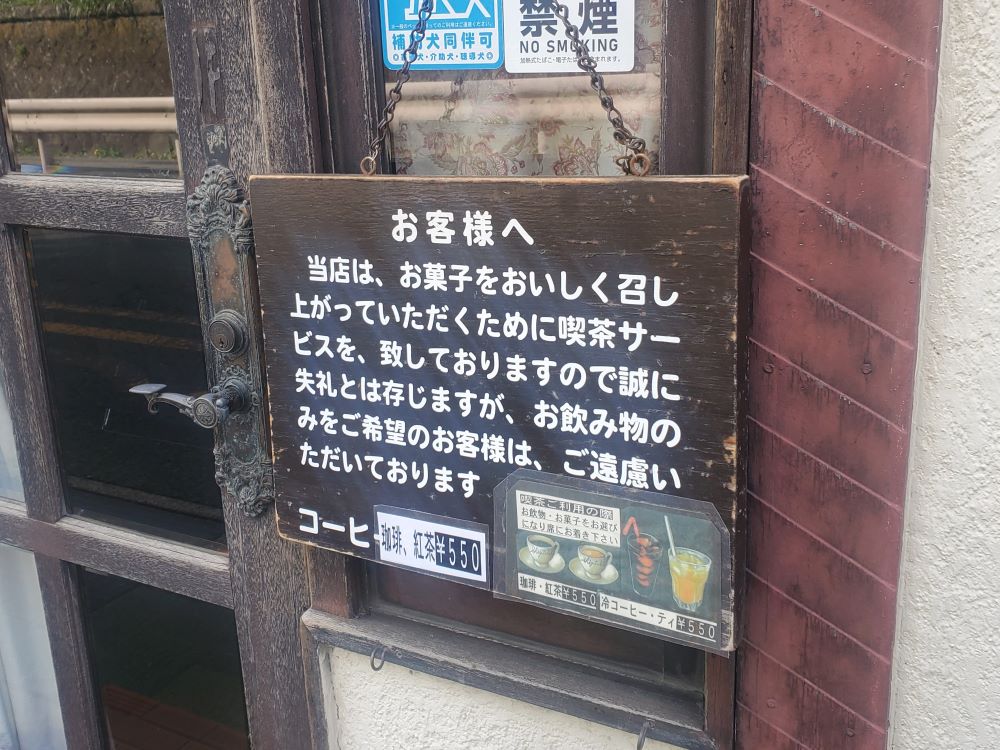 補助犬同伴可
禁煙
NO SMOKING
お客様へ
当店は、お菓子をおいしく召し
上がっていただくために喫茶サー
ビスを、致しておりますので誠に
失礼とは存じますが、お飲み物の
みをご希望のお客様は、ご遠慮い
ただいております
コーヒー
珈琲、紅茶¥550
喫茶ご利用の際
お飲物・お菓子をお選び
になり席にお着き下さい
珈琲・紅茶¥550
冷コーヒー・ティ¥550